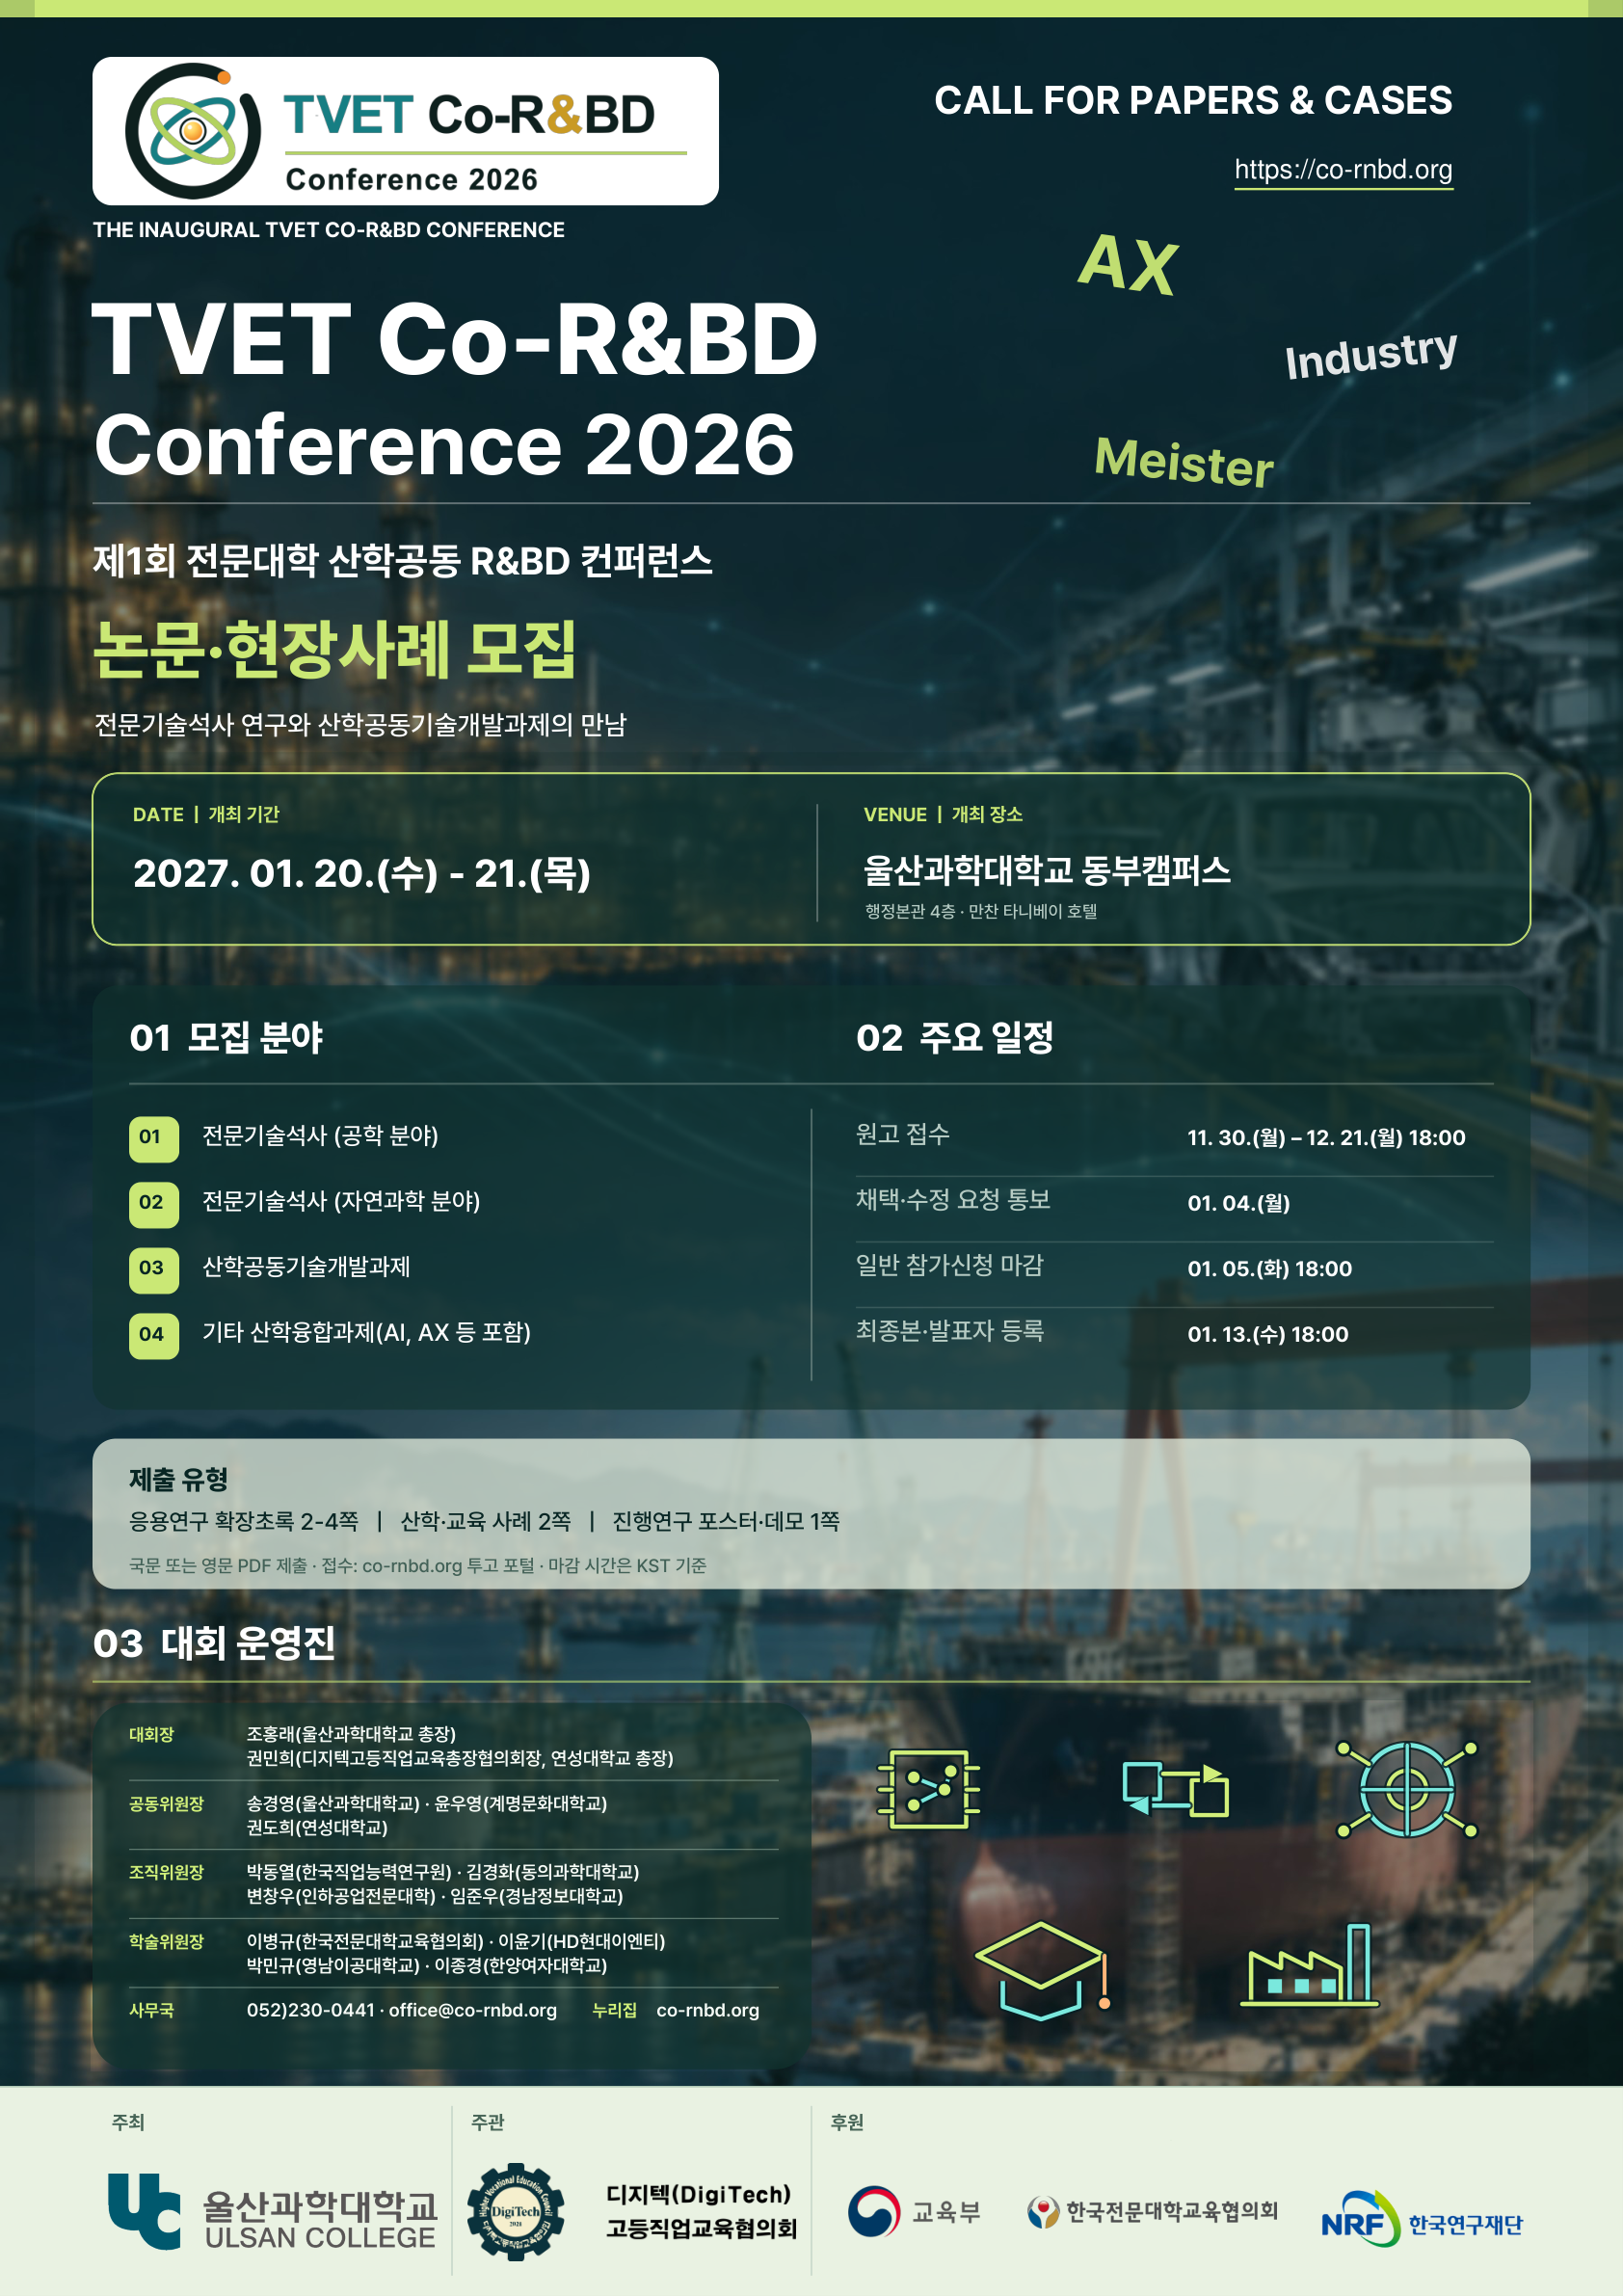 TVET Co-R&BD
Conference 2026
THE INAUGURAL TVET CO-R&BD CONFERENCE
CALL FOR PAPERS & CASES
https://co-rnbd.org
AX
Industry
Meister
TVET Co-R&BD
Conference 2026
제1회 전문대학 산학공동 R&BD 컨퍼런스
논문·현장사례 모집
전문기술석사 연구와 산학공동기술개발과제의 만남
DATE | 개최 기간
2027. 01. 20.(수) - 21.(목)
VENUE | 개최 장소
울산과학대학교 동부캠퍼스
행정본관 4층 · 만찬 타니베이 호텔
01 모집 분야
01 전문기술석사 (공학 분야)
02 전문기술석사 (자연과학 분야)
03 산학공동기술개발과제
04 기타 산학융합과제(AI, AX 등 포함)
02 주요 일정
원고 접수 11. 30.(월) – 12. 21.(월) 18:00
채택·수정 요청 통보 01. 04.(월)
일반 참가신청 마감 01. 05.(화) 18:00
최종본·발표자 등록 01. 13.(수) 18:00
제출 유형
응용연구 확장초록 2-4쪽 | 산학·교육 사례 2쪽 | 진행연구 포스터·데모 1쪽
국문 또는 영문 PDF 제출 · 접수: co-rnbd.org 투고 포털 · 마감 시간은 KST 기준
03 대회 운영진
대회장 조홍래(울산과학대학교 총장)
권민희(디지텍고등직업교육총장협의회장, 연성대학교 총장)
공동위원장 송경영(울산과학대학교) · 윤우영(계명문화대학교)
권도희(연성대학교)
조직위원장 박동열(한국직업능력연구원) · 김경화(동의과학대학교)
변창우(인하공업전문대학) · 임준우(경남정보대학교)
학술위원장 이병규(한국전문대학교육협의회) · 이윤기(HD현대이엔티)
박민규(영남이공대학교) · 이종경(한양여자대학교)
사무국 052)230-0441 · office@co-rnbd.org 누리집 co-rnbd.org
주최
UC 울산과학대학교
ULSAN COLLEGE
주관
Higher Vocational Education Council
DigiTech
디지텍(DigiTech)
고등직업교육협의회
후원
교육부
한국전문대학교육협의회
NRF 한국연구재단